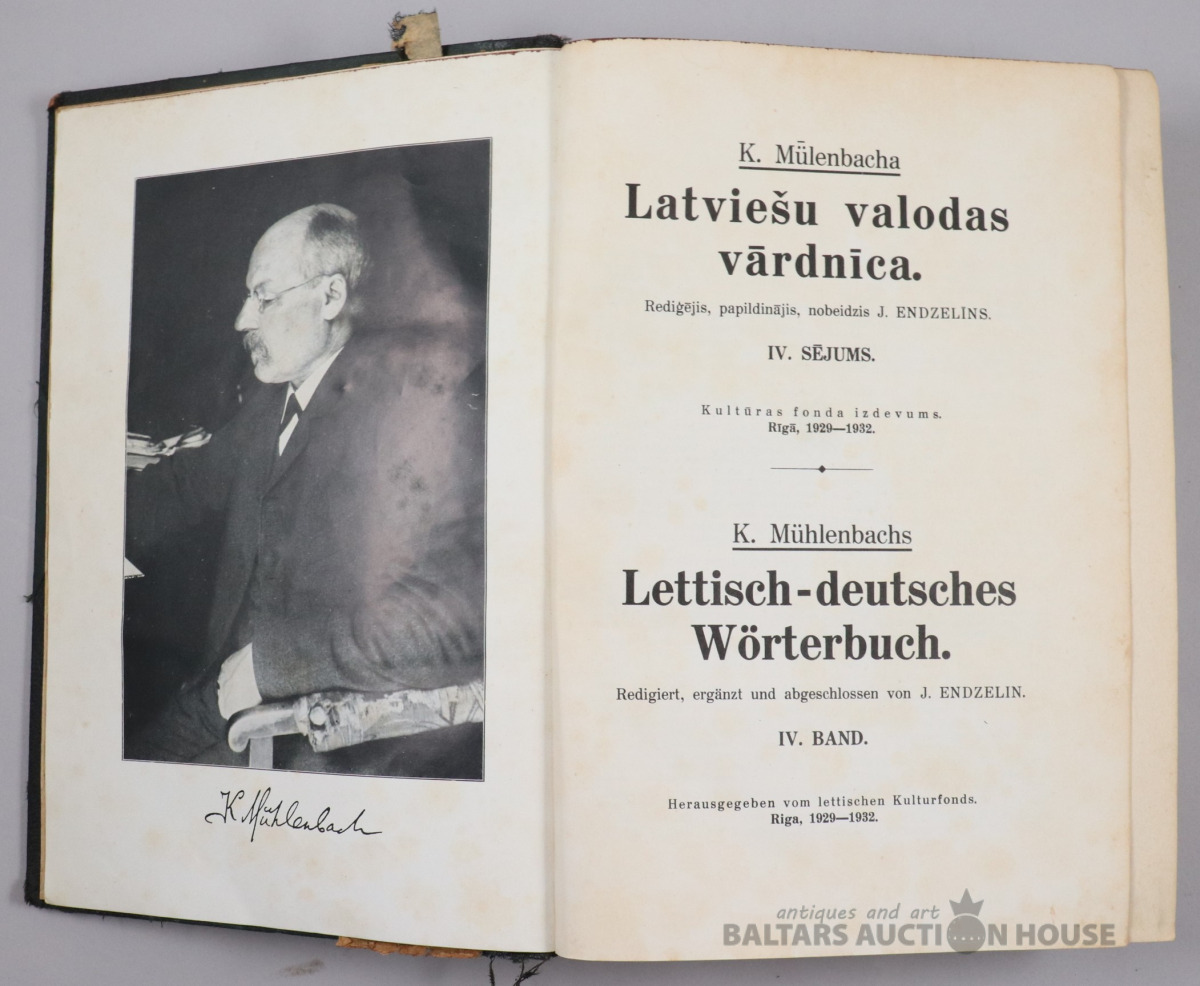 K. Mühlenbach
K. Mǖlenbacha
Latviešu valodas
vārdnīca.
Rediģējis, papildinājis, nobeidzis J. ENDZELĪNS.
IV. SĒJUMS.
Kultūras fonda izdevums.
Rīgā, 1929—1932.
K. Mühlenbachs
Lettisch-deutsches
Wörterbuch.
Redigiert, ergänzt und abgeschlossen von J. ENDZELIN.
IV. BAND.
Herausgegeben vom lettischen Kulturfonds.
Riga, 1929—1932.
antiques and art
BALTARS AUCTION HOUSE